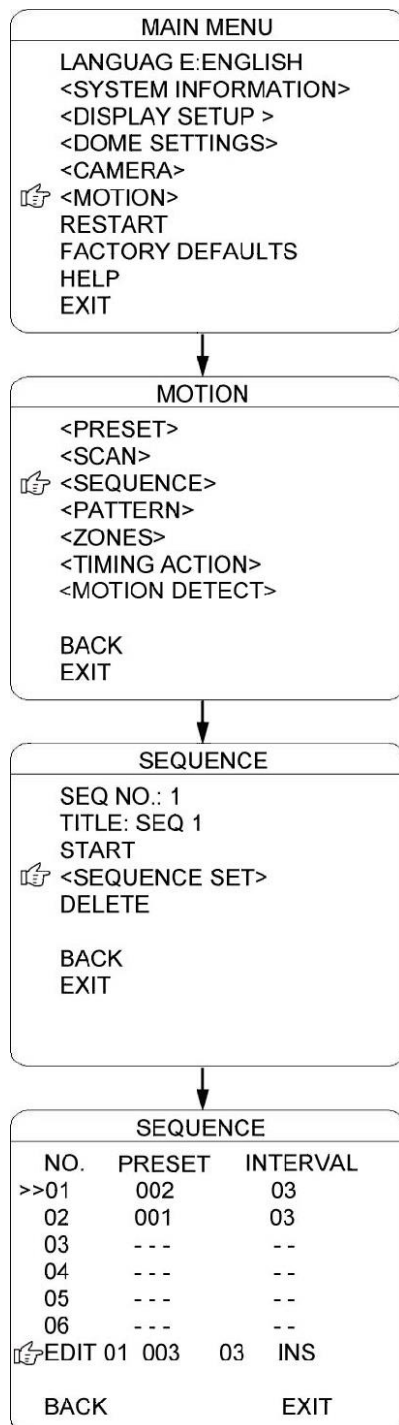 MAIN MENU
LANGUAG E:ENGLISH
<SYSTEM INFORMATION>
<DISPLAY SETUP >
<DOME SETTINGS>
<CAMERA>
<MOTION>
RESTART
FACTORY DEFAULTS
HELP
EXIT
MOTION
<PRESET>
<SCAN>
<SEQUENCE>
<PATTERN>
<ZONES>
<TIMING ACTION>
<MOTION DETECT>
BACK
EXIT
SEQUENCE
SEQ NO.: 1
TITLE: SEQ 1
START
<SEQUENCE SET>
DELETE
BACK
EXIT
SEQUENCE
NO. PRESET INTERVAL
>>01 002 03
02 001 03
03 - - - - -
04 - - - - -
05 - - - - -
06 - - - - -
EDIT 01 003 03 INS
BACK EXIT